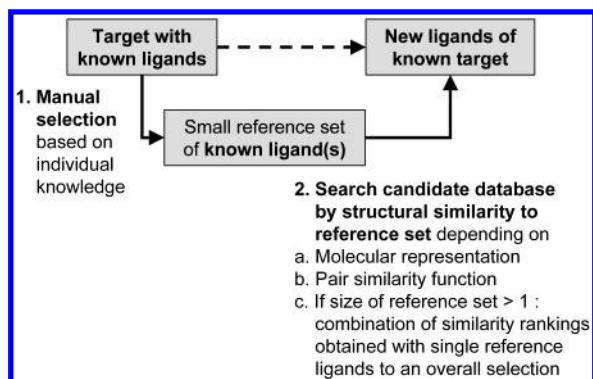 Target with
known ligands
New ligands of
known target
1. Manual
selection
based on
individual
knowledge
Small reference set
of known ligand(s)
2. Search candidate database
by structural similarity to
reference set depending on
a. Molecular representation
b. Pair similarity function
c. If size of reference set > 1 :
combination of similarity rankings
obtained with single reference
ligands to an overall selection